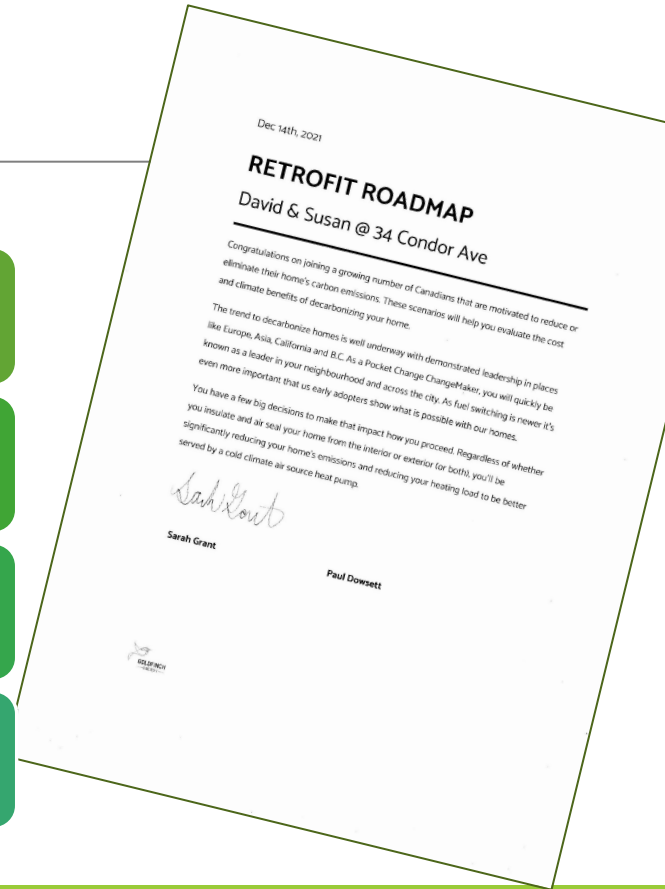 Dec 14th, 2021
RETROFIT ROADMAP
David & Susan @ 34 Condor Ave
Congratulations on joining a growing number of Canadians that are motivated to reduce or
eliminate their home's carbon emissions. These scenarios will help you evaluate the cost
and climate benefits of decarbonizing your home.
The trend to decarbonize homes is well underway with demonstrated leadership in places
like Europe, Asia, California and B.C. As a Pocket Change ChangeMaker, you will quickly be
known as a leader in your neighbourhood and across the city. As fuel switching is newer it's
even more important that us early adopters show what is possible with our homes.
You have a few big decisions to make that impact how you proceed. Regardless of whether
you insulate and air seal your home from the interior or exterior (or both), you'll be
significantly reducing your home's emissions and reducing your heating load to be better
served by a cold climate air source heat pump.
Sarah Grant
Paul Dowsett
GOLDFINCH
ENERGY